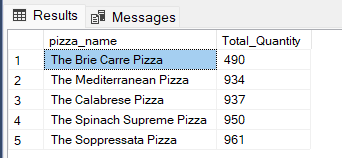 Results Messages
pizza_name Total_Quantity
1 The Brie Carre Pizza 490
2 The Mediterranean Pizza 934
3 The Calabrese Pizza 937
4 The Spinach Supreme Pizza 950
5 The Soppressata Pizza 961